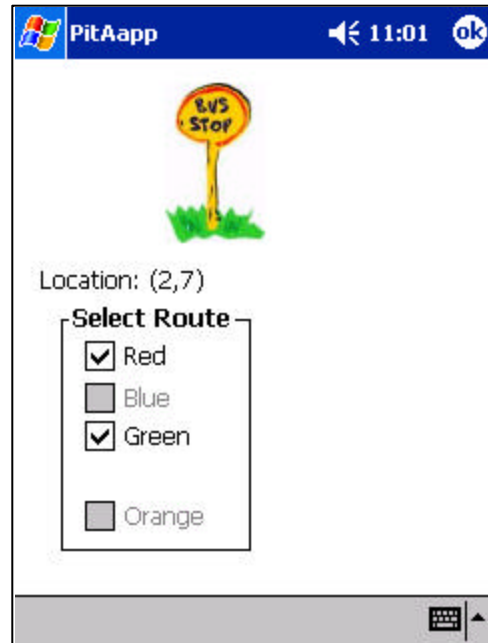 PitAapp 11:01 ok
BUS
STOP
Location: (2,7)
Select Route
Red
Blue
Green
Orange